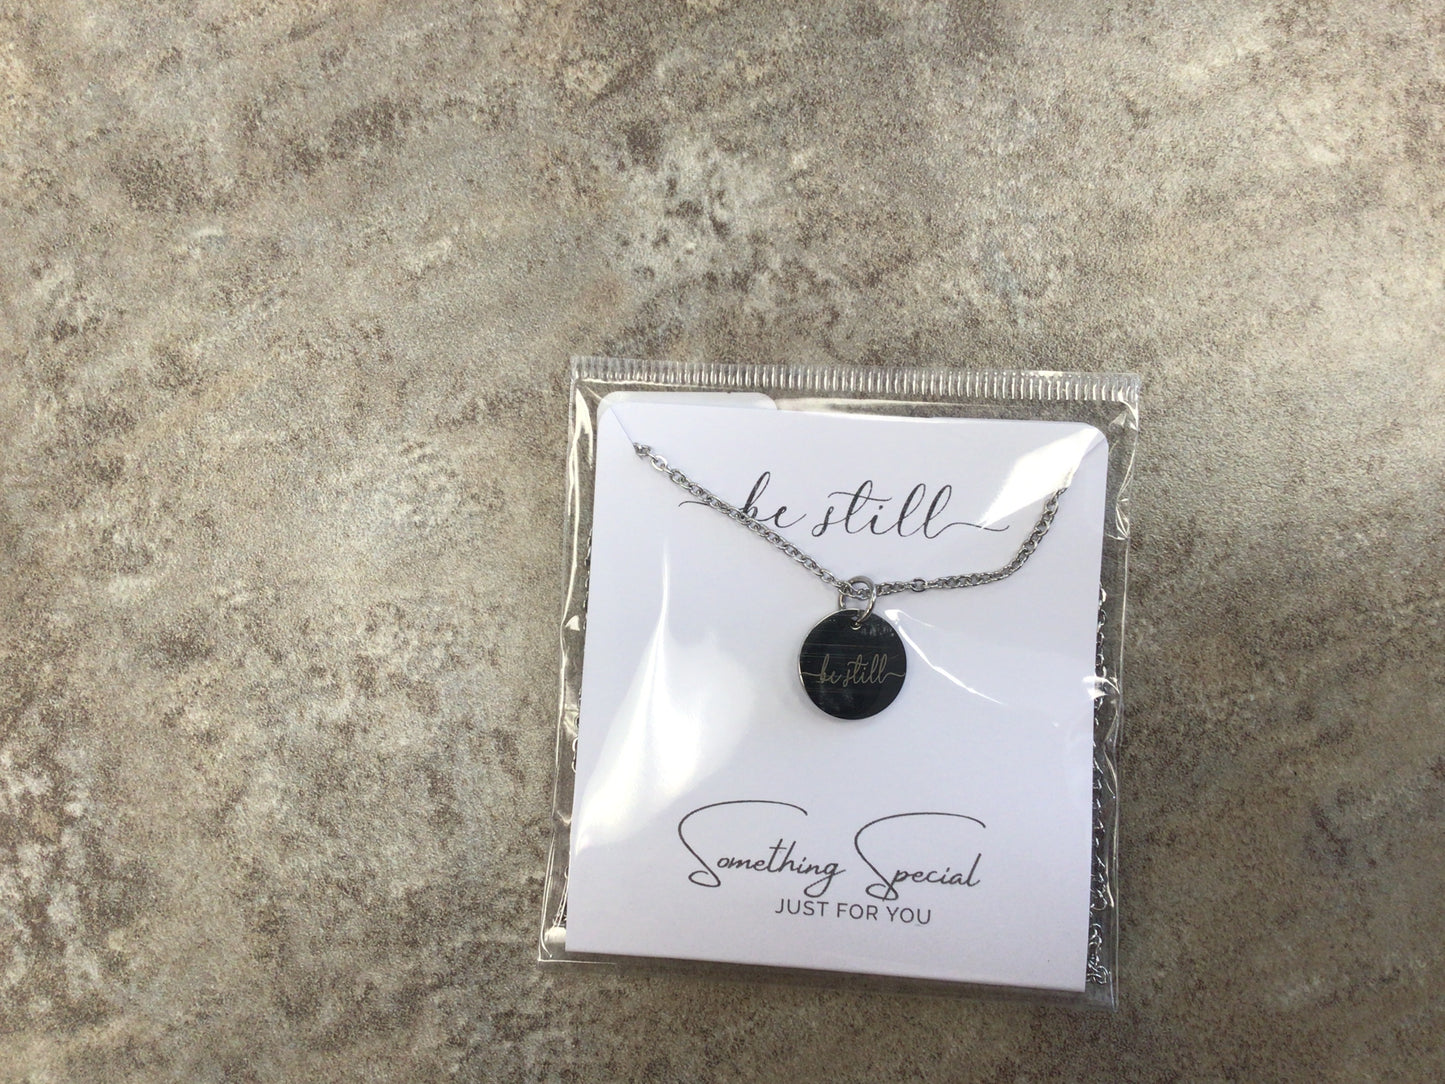 be still
be still
Something Special
JUST FOR YOU